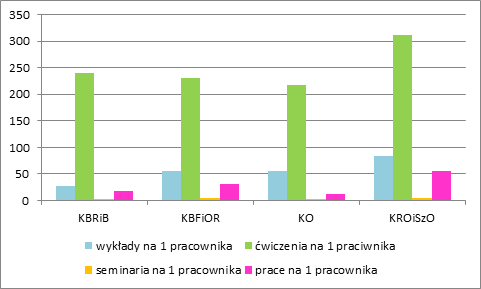 350
300
250
200
150
100
50
0
KBRiB KBFiOR KO KROiSzO
wykłady na 1 pracownika ćwiczenia na 1 praciwnika
seminaria na 1 pracownika prace na 1 pracownika